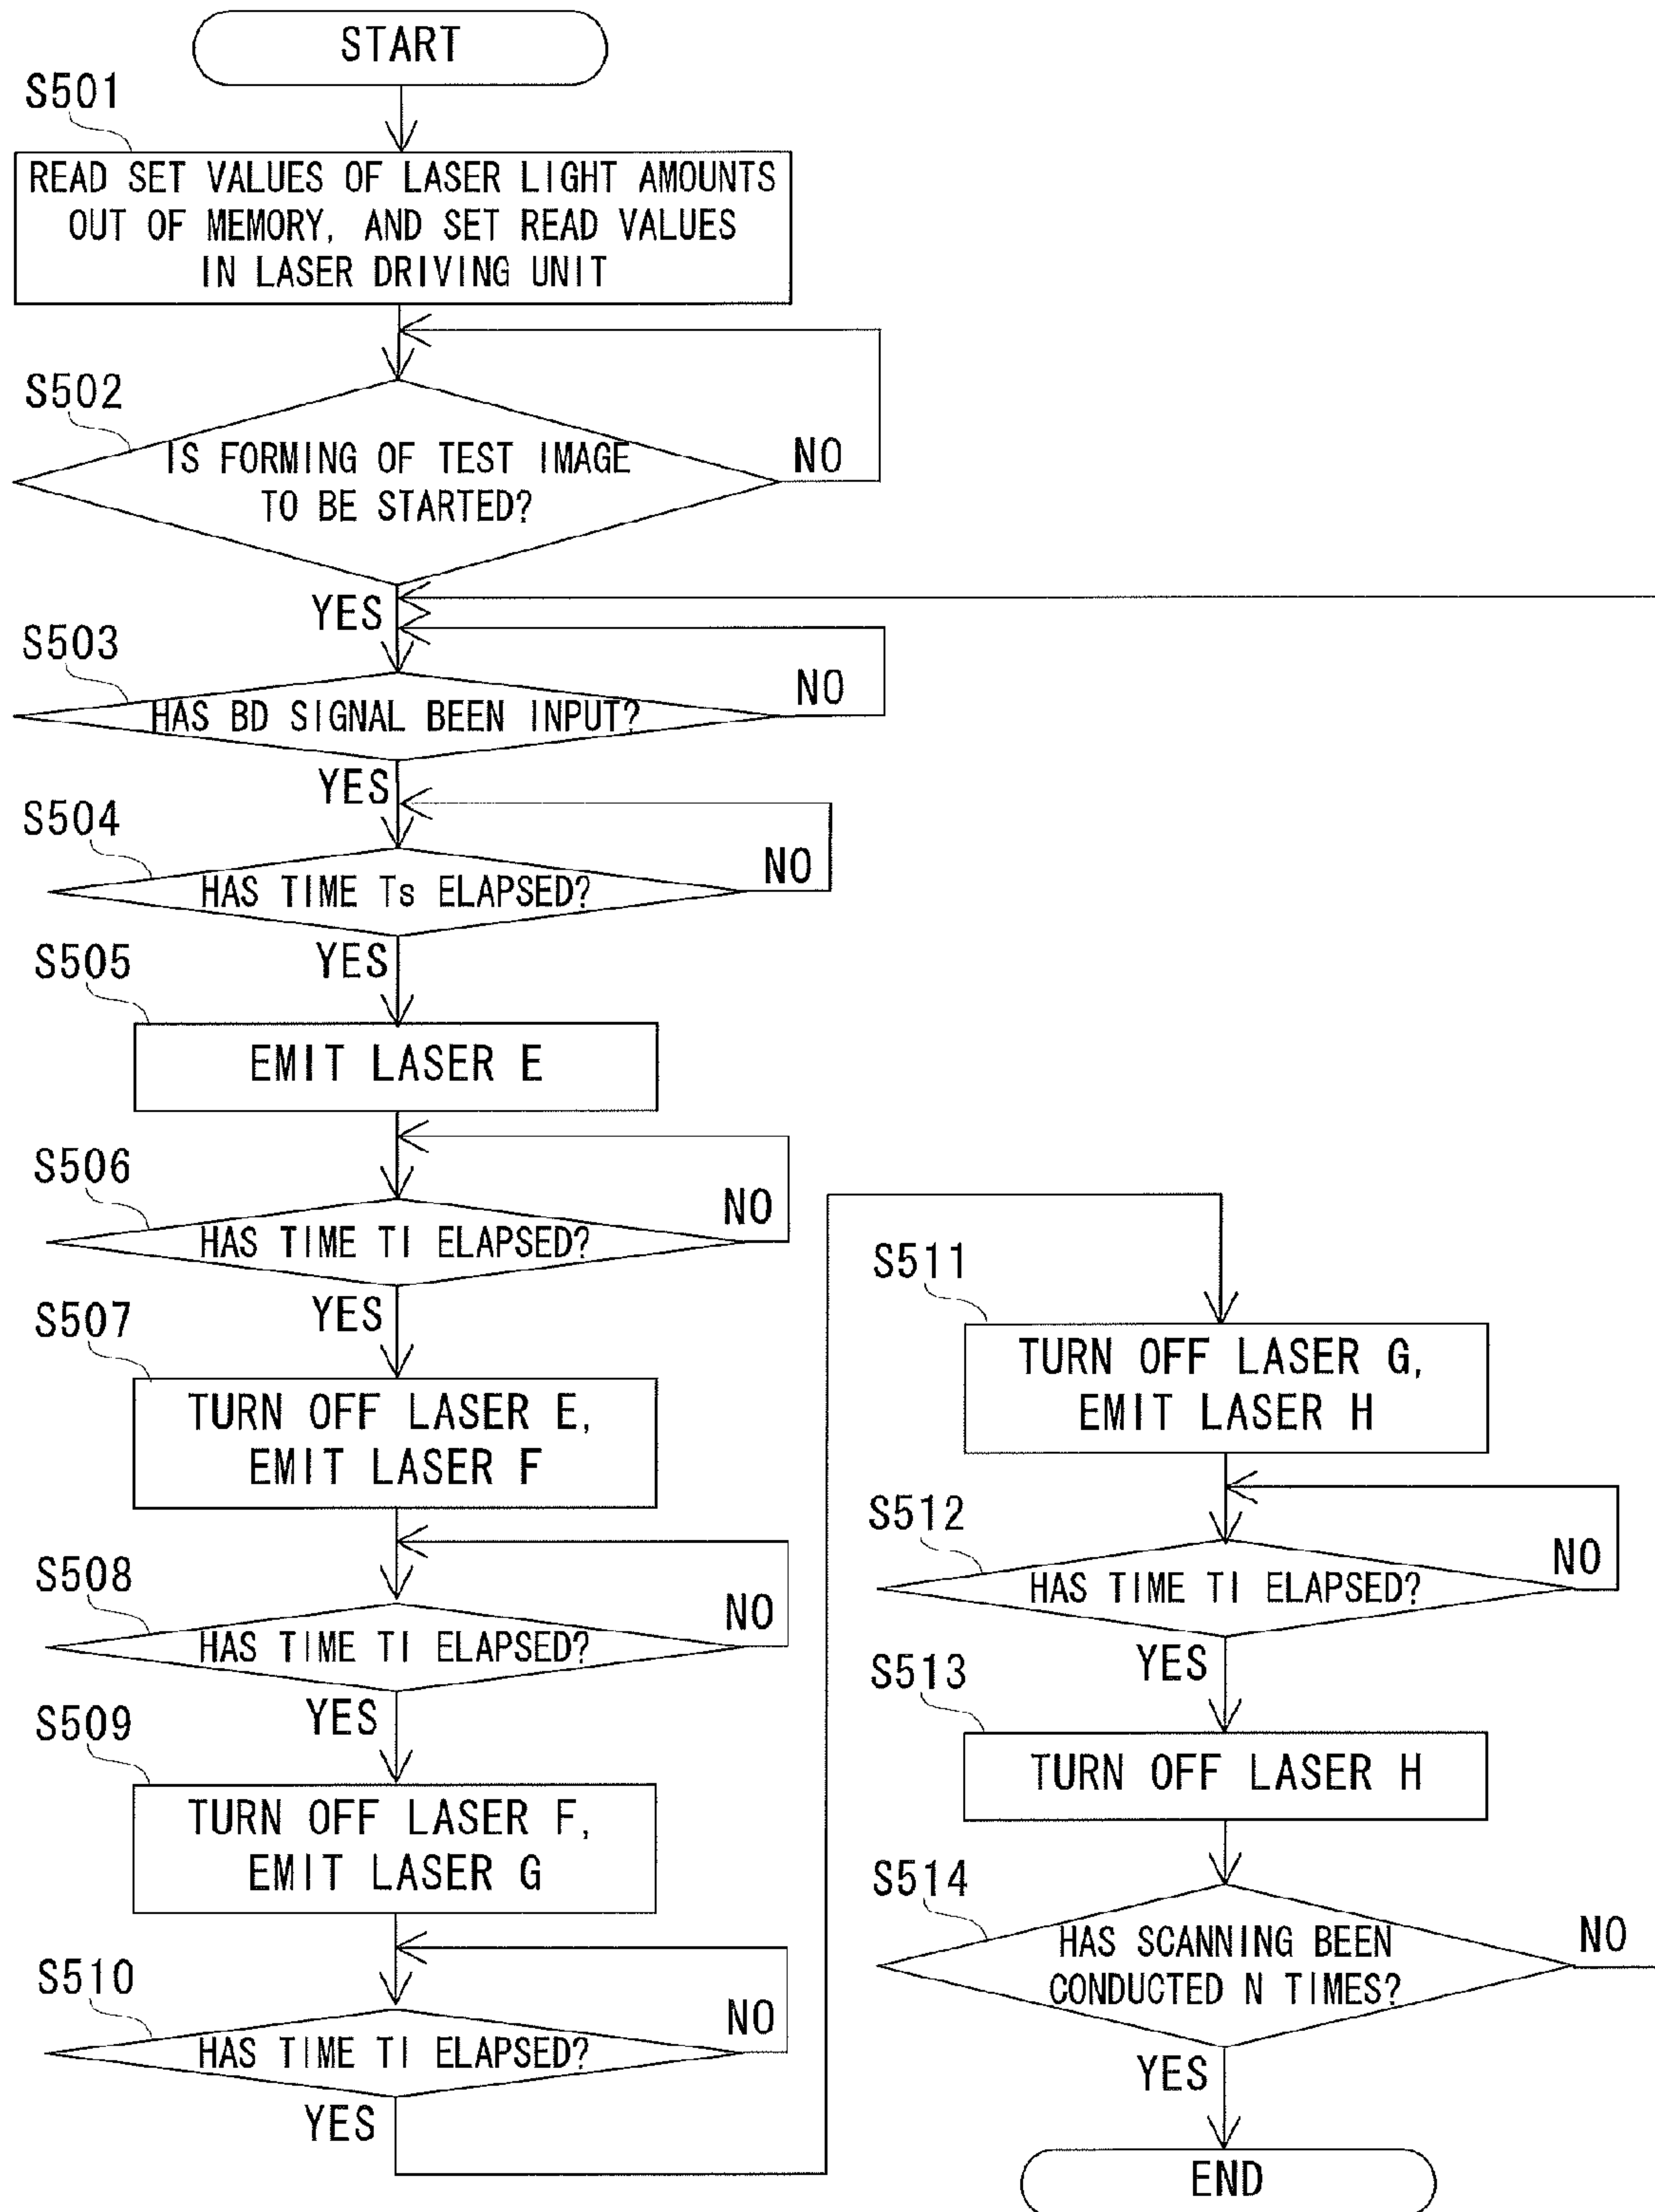 START
S501
READ SET VALUES OF LASER LIGHT AMOUNTS
OUT OF MEMORY, AND SET READ VALUES
IN LASER DRIVING UNIT
S502
IS FORMING OF TEST IMAGE
TO BE STARTED?
NO
YES
S503
HAS BD SIGNAL BEEN INPUT?
NO
YES
S504
HAS TIME Ts ELAPSED?
NO
YES
S505
EMIT LASER E
S506
HAS TIME TI ELAPSED?
NO
YES
S507
TURN OFF LASER E,
EMIT LASER F
S508
HAS TIME TI ELAPSED?
NO
YES
S509
TURN OFF LASER F,
EMIT LASER G
S510
HAS TIME TI ELAPSED?
NO
YES
S511
TURN OFF LASER G,
EMIT LASER H
S512
HAS TIME TI ELAPSED?
NO
YES
S513
TURN OFF LASER H
S514
HAS SCANNING BEEN
CONDUCTED N TIMES?
NO
YES
END